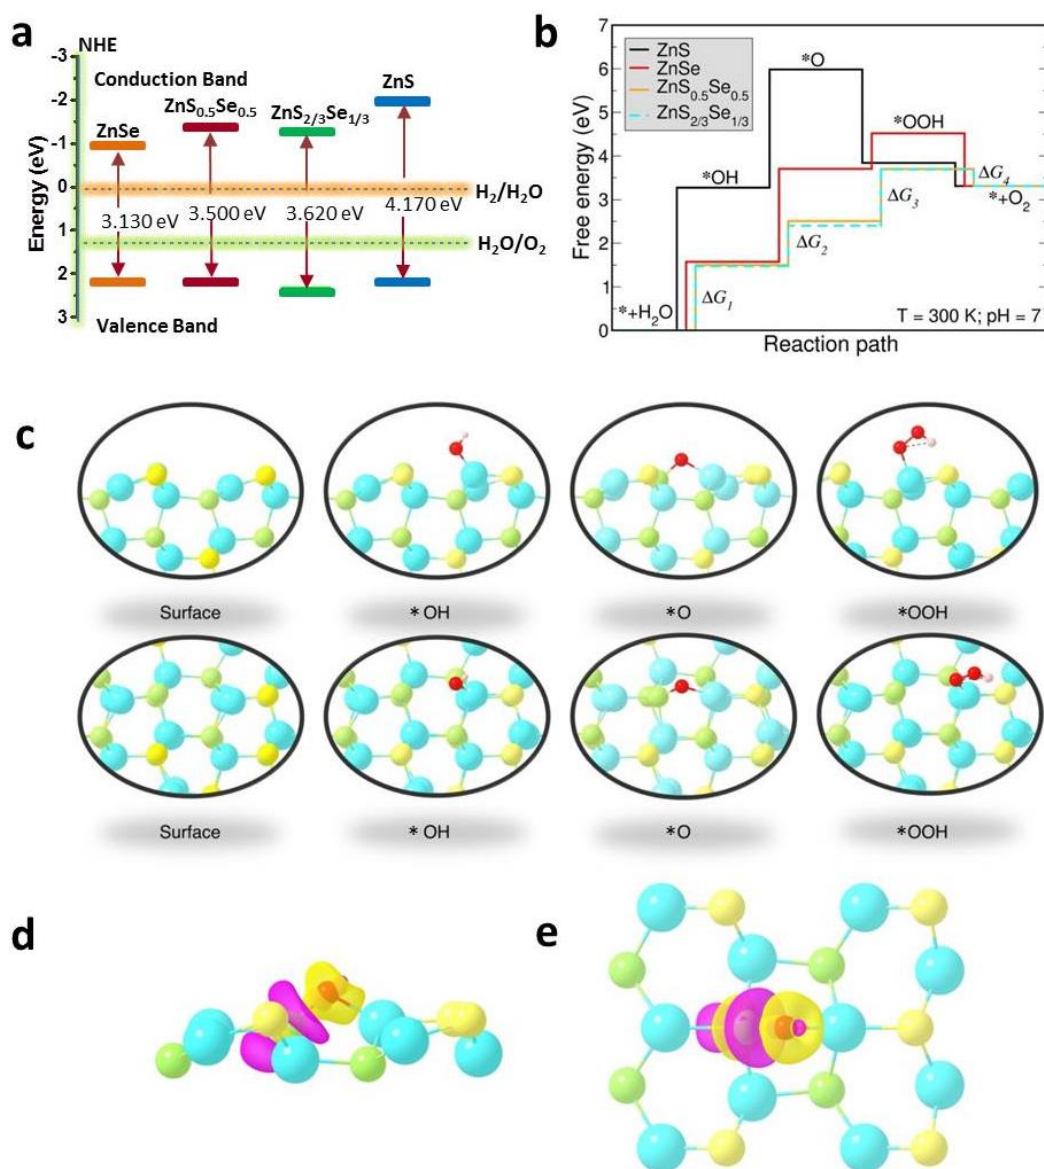 a
NHE
Conduction Band
ZnSe
ZnS0.5Se0.5
ZnS2/3Se1/3
ZnS
-3
-2
-1
0
1
2
3
Energy (eV)
3.130 eV
3.500 eV
3.620 eV
4.170 eV
H2/H2O
H2O/O2
Valence Band
b
7
6
5
4
3
2
1
0
Free energy (eV)
ZnS
ZnSe
ZnS0.5Se0.5
ZnS2/3Se1/3
*O
*OOH
*OH
ΔG4
ΔG3
*+O2
ΔG2
ΔG1
*+H2O
T = 300 K; pH = 7
Reaction path
c
Surface
* OH
*O
*OOH
Surface
* OH
*O
*OOH
d
e